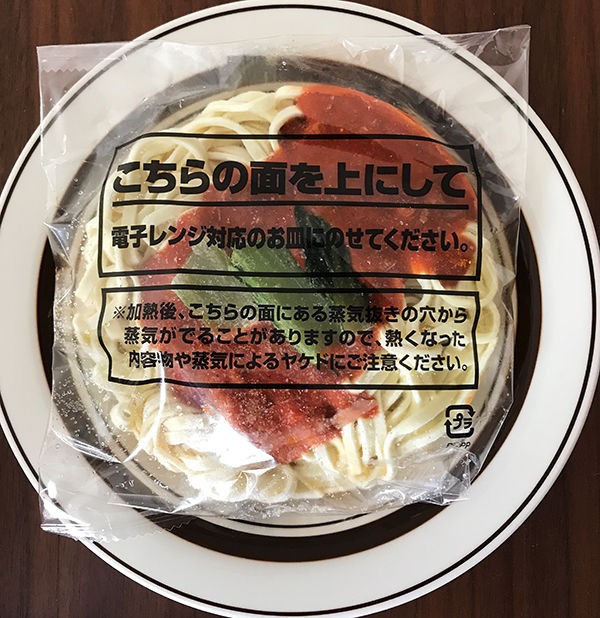 こちらの面を上にして
電子レンジ対応のお皿にのせてください。
※加熱後、こちらの面にある蒸気抜きの穴から
蒸気がでることがありますので、熱くなった
内容物や蒸気によるヤケドにご注意ください。
プラ